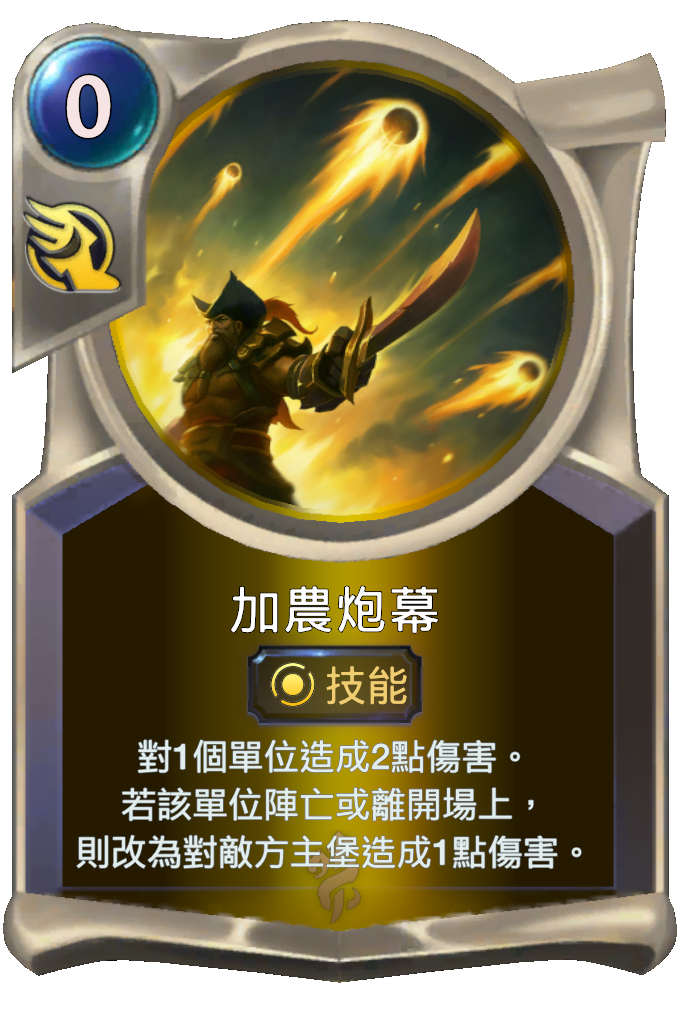 0
加農炮幕
技能
對1個單位造成2點傷害。
若該單位陣亡或離開場上，
則改為對敵方主堡造成1點傷害。